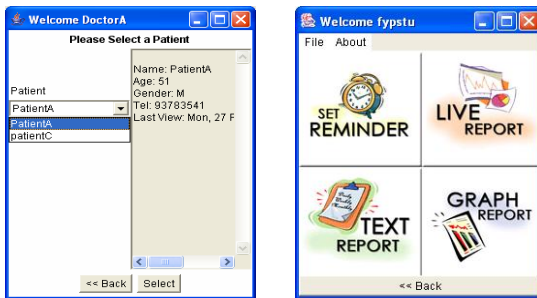 Welcome DoctorA
Please Select a Patient
Patient
PatientA
PatientA
patientC
Name: PatientA
Age: 51
Gender: M
Tel: 93783541
Last View: Mon, 27 F
<< Back
Select
Welcome fypstu
File About
SET
REMINDER
LIVE
REPORT
TEXT
REPORT
GRAPH
REPORT
<< Back